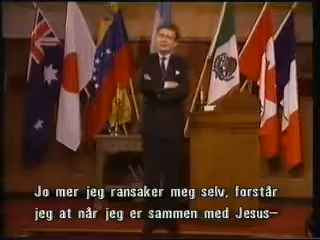 Jo mer jeg ransaker meg selv, forstår
jeg at når jeg er sammen med Jesus—